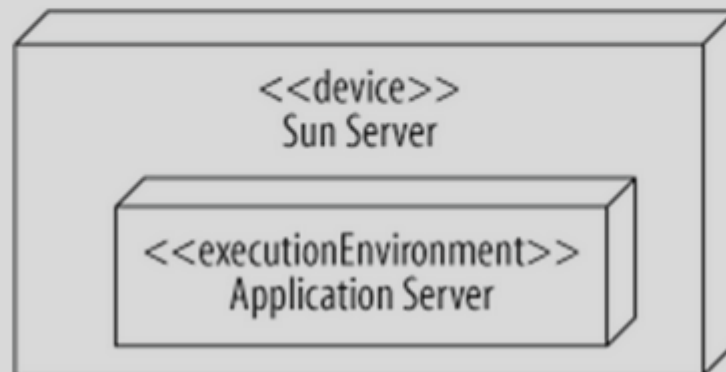 <<device>>
Sun Server
<<executionEnvironment>>
Application Server